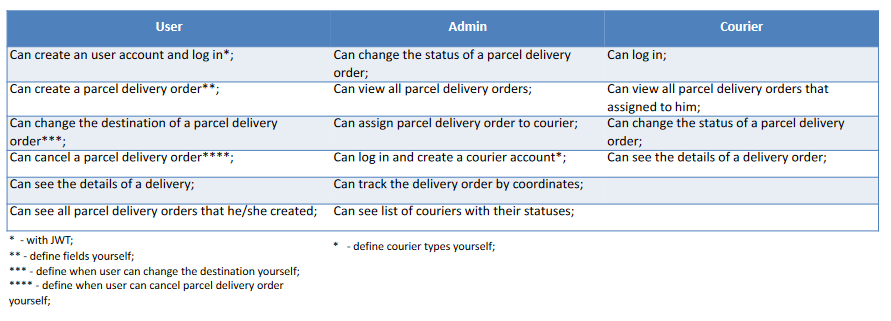 User Admin Courier
Can create an user account and log in*; Can change the status of a parcel delivery order; Can log in;
Can create a parcel delivery order**; Can view all parcel delivery orders; Can view all parcel delivery orders that assigned to him;
Can change the destination of a parcel delivery order***; Can assign parcel delivery order to courier; Can change the status of a parcel delivery order;
Can cancel a parcel delivery order****; Can log in and create a courier account*; Can see the details of a delivery order;
Can see the details of a delivery; Can track the delivery order by coordinates;
Can see all parcel delivery orders that he/she created; Can see list of couriers with their statuses;
* - with JWT;
** - define fields yourself;
*** - define when user can change the destination yourself;
**** - define when user can cancel parcel delivery order
yourself;
* - define courier types yourself;